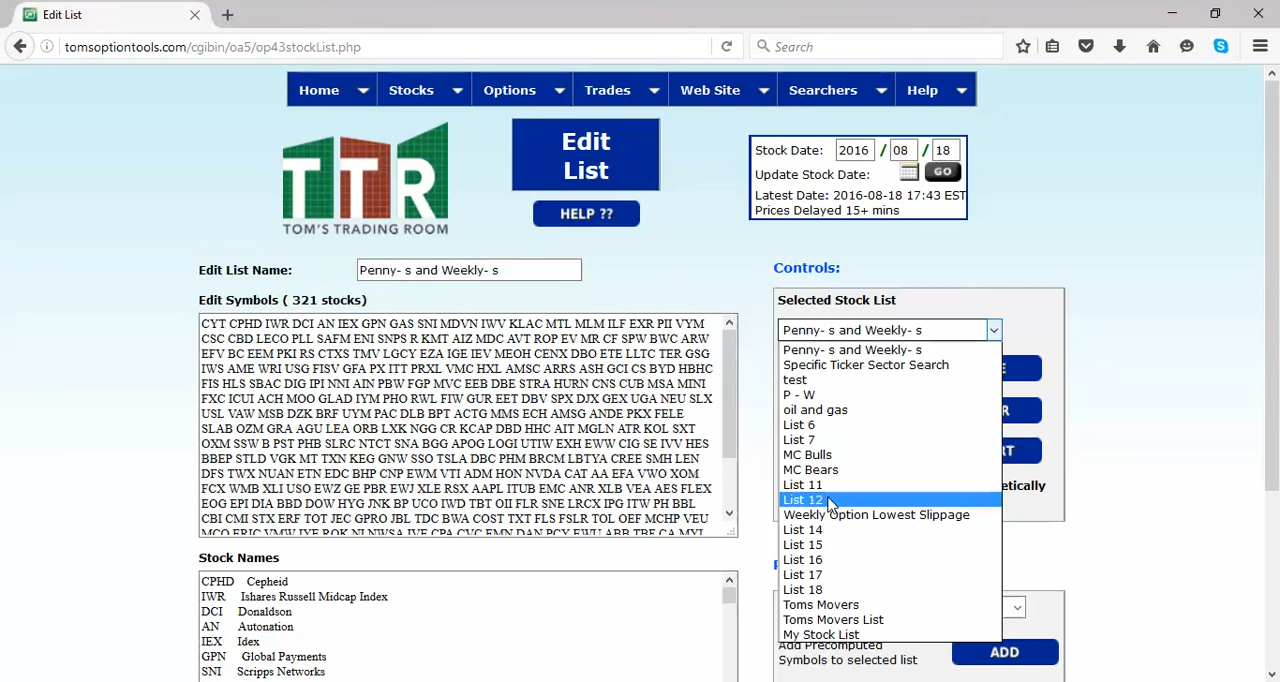 Edit List
tomsoptiontools.com/cgibin/oa5/op43stockList.php
Search
Home
Stocks
Options
Trades
Web Site
Searchers
Help
TTR
TOM'S TRADING ROOM
Edit
List
HELP ??
Stock Date: 2016 / 08 / 18
Update Stock Date: GO
Latest Date: 2016-08-18 17:43 EST
Prices Delayed 15+ mins
Edit List Name: Penny- s and Weekly- s
Edit Symbols ( 321 stocks)
CYT CPHD IWR DCI AN IEX GPN GAS SNI MDVN IWV KLAC MTL MLM ILF EXR PII VYM
CSC CBD LECO PLL SAFM ENI SNPS R KMT AIZ MDC AVT ROP EV MR CF SPW BWC ARW
EFV BC EEM PKI RS CTXS TMV LGCY EZA IGE IEV MEOH CENX DBO ETE LLTC TER GSG
IWS AME WRI USG FISV GFA PX ITT PRXL VMC HXL AMSC ARRS ASH GCI CS BYD HBHC
FIS HLS SBAC DIG IPI NNI AIN PBW FGP MVC EEB DBE STRA HURN CNS CUB MSA MINI
FXC ICUI ACH MOO GLAD IYM PHO RWL FIW GUR EET DBV SPX DJX GEX UGA NEU SLX
USL VAW MSB DZK BRF UYM PAC DLB BPT ACTG MMS ECH AMSG ANDE PKX FELE
SLAB OZM GRA AGU LEA ORB LXK NGG CR KCAP DBD HHC AIT MGLN ATR KOL SXT
OXM SSW B PST PHB SLRC NTCT SNA BGG APOG LOGI UTIW EXH EWW CIG SE IVV HES
BBEP STLD VGK MT TXN KEG GNW SSO TSLA DSC PHM BRCM LBTYA CREE SLM SMH LEN
DFS TWX NUAN ETN EDC BHP CNP EWM VTI ADM HON NVDA CAT AA EFA VWO XOM
FCX WMB XLI USO EWZ GE PBR EWJ XLE RSX AAPL ITUB EMC ANR XLB VEA AES FLEX
EOG EPI DIA BBD DOW HYG JNK BP UCO IWD TBT OII FLR SNE LRCX IPG ITW PH BBL
CBI CMI STX ERF TOT JEC GPRO JBL TDC BWA COST TXT FLS FSLR TOL OEF MCHP VEU
Stock Names
CPHD Cepheid
IWR Ishares Russell Midcap Index
DCI Donaldson
AN Autonation
IEX Idex
GPN Global Payments
SNI Scripps Networks
Controls:
Selected Stock List
Penny- s and Weekly- s
Penny- s and Weekly- s
Specific Ticker Sector Search
test
P - W
oil and gas
List 6
List 7
MC Bulls
MC Bears
List 11
List 12
Weekly Option Lowest Slippage
List 14
List 15
List 16
List 17
List 18
Toms Movers
Toms Movers List
My Stock List
Add Precomputed
Symbols to selected list
ADD